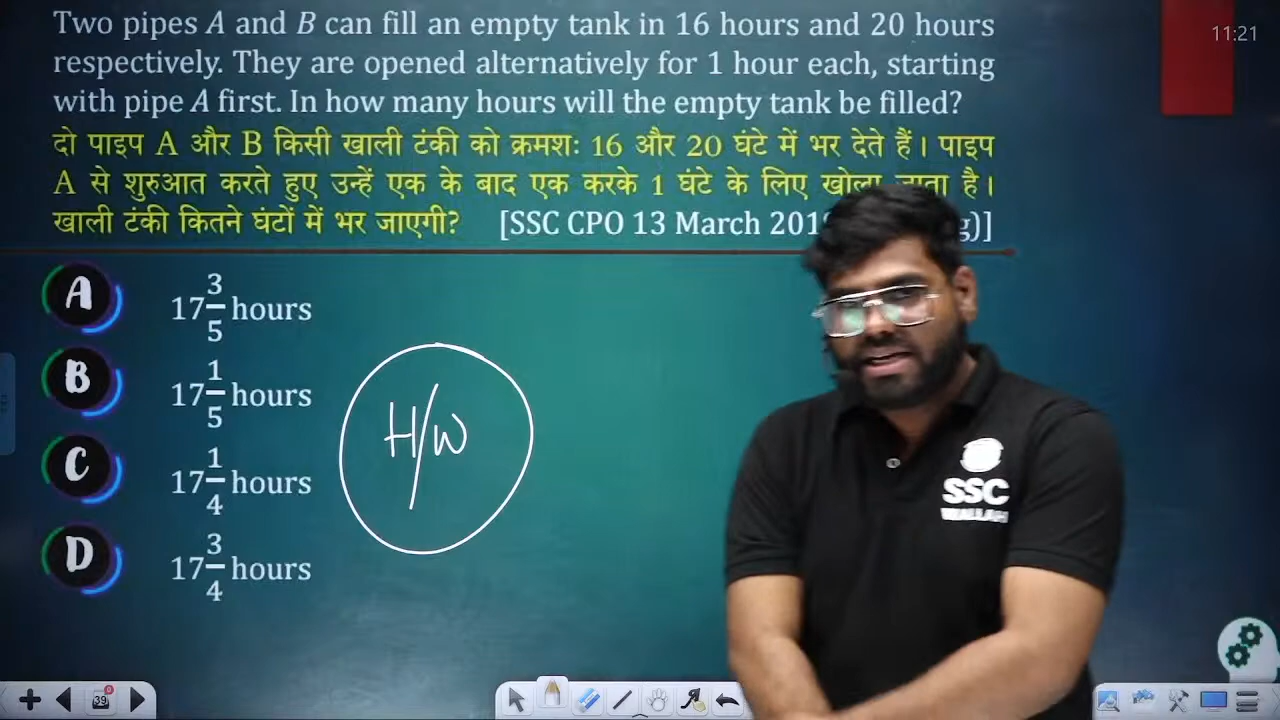 Two pipes A and B can fill an empty tank in 16 hours and 20 hours
11:21
respectively. They are opened alternatively for 1 hour each, starting
with pipe A first. In how many hours will the empty tank be filled?
दो पाइप A और B किसी खाली टंकी को क्रमशः 16 और 20 घंटे में भर देते हैं। पाइप
A से शुरुआत करते हुए उन्हें एक के बाद एक करके 1 घंटे के लिए खोला जाता है।
खाली टंकी कितने घंटों में भर जाएगी? [SSC CPO 13 March 201 g)]
A 17 3/5 hours
B 17 1/5 hours
C 17 1/4 hours
D 17 3/4 hours
H/W
SSC
WALLAH
39